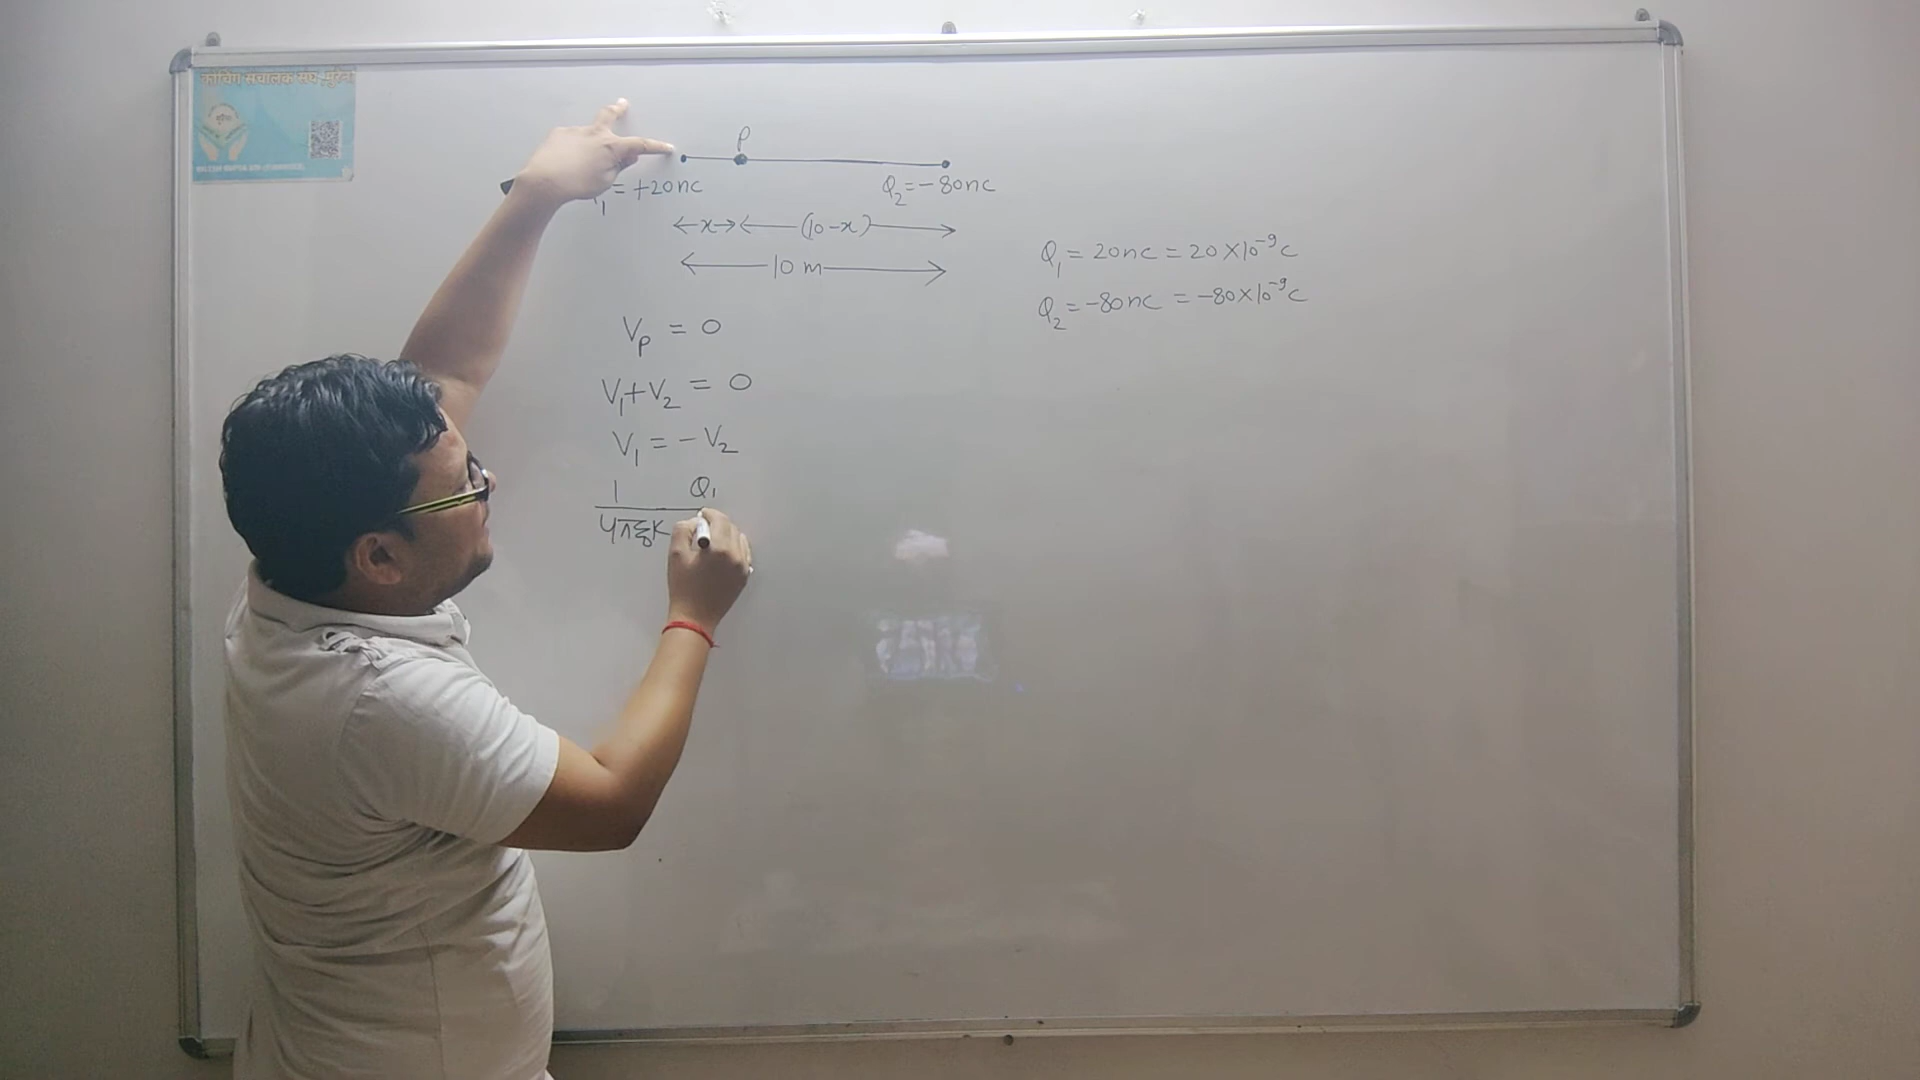 कोचिंग संचालक संघ, मुरैना
P
= +20nc
Q₂ = -80nc
←x→←(10-x)→
←10 m→
Q₁ = 20nc = 20×10⁻⁹c
Q₂ = -80nc = -80×10⁻⁹c
Vₚ = 0
V₁+V₂ = 0
V₁ = -V₂
1 Q₁
4πε₀K